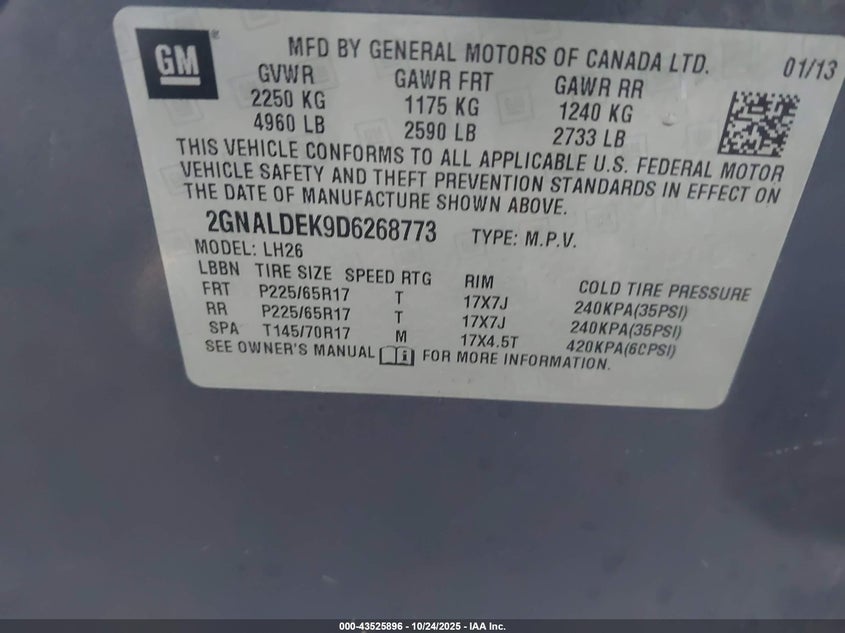 GM
MFD BY GENERAL MOTORS OF CANADA LTD. 01/13
GVWR GAWR FRT GAWR RR
2250 KG 1175 KG 1240 KG
4960 LB 2590 LB 2733 LB
THIS VEHICLE CONFORMS TO ALL APPLICABLE U.S. FEDERAL MOTOR
VEHICLE SAFETY AND THEFT PREVENTION STANDARDS IN EFFECT ON
THE DATE OF MANUFACTURE SHOWN ABOVE.
2GNALDEK9D6268773 TYPE: M.P.V.
MODEL: LH26
LBBN TIRE SIZE SPEED RTG RIM COLD TIRE PRESSURE
FRT P225/65R17 T 17X7J 240KPA(35PSI)
RR P225/65R17 T 17X7J 240KPA(35PSI)
SPA T145/70R17 M 17X4.5T 420KPA(60PSI)
SEE OWNER'S MANUAL FOR MORE INFORMATION.
000-43525896 - 10/24/2025 - IAA Inc.